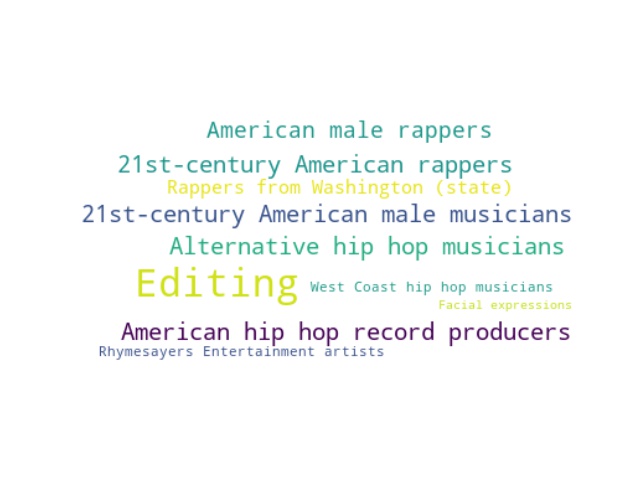 American male rappers
21st-century American rappers
Rappers from Washington (state)
21st-century American male musicians
Alternative hip hop musicians
Editing
West Coast hip hop musicians
Facial expressions
American hip hop record producers
Rhymesayers Entertainment artists